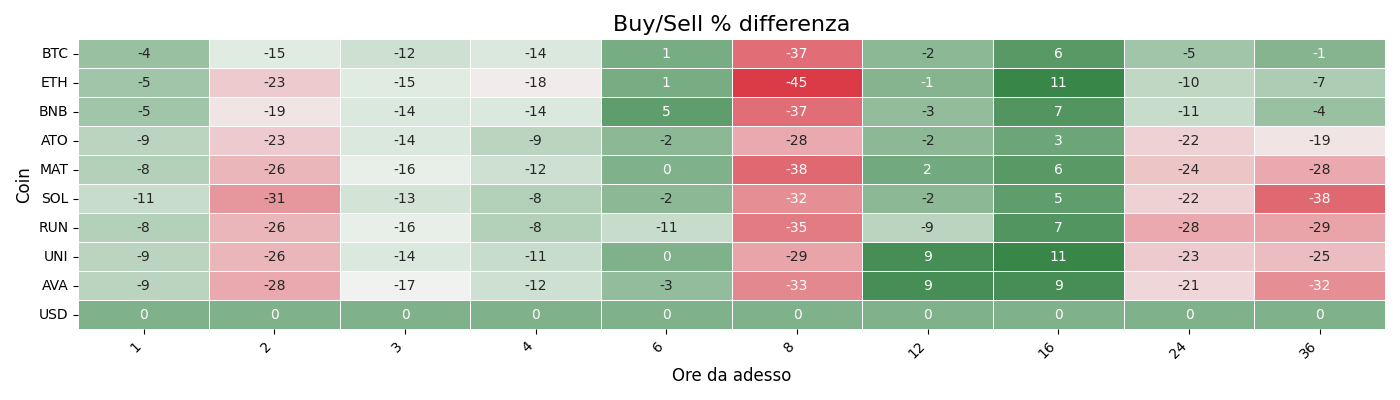 Buy/Sell % differenza
Coin
BTC -4 -15 -12 -14 1 -37 -2 6 -5 -1
ETH -5 -23 -15 -18 1 -45 -1 11 -10 -7
BNB -5 -19 -14 -14 5 -37 -3 7 -11 -4
ATO -9 -23 -14 -9 -2 -28 -2 3 -22 -19
MAT -8 -26 -16 -12 0 -38 2 6 -24 -28
SOL -11 -31 -13 -8 -2 -32 -2 5 -22 -38
RUN -8 -26 -16 -8 -11 -35 -9 7 -28 -29
UNI -9 -26 -14 -11 0 -29 9 11 -23 -25
AVA -9 -28 -17 -12 -3 -33 9 9 -21 -32
USD 0 0 0 0 0 0 0 0 0 0
1 2 3 4 6 8 12 16 24 36
Ore da adesso